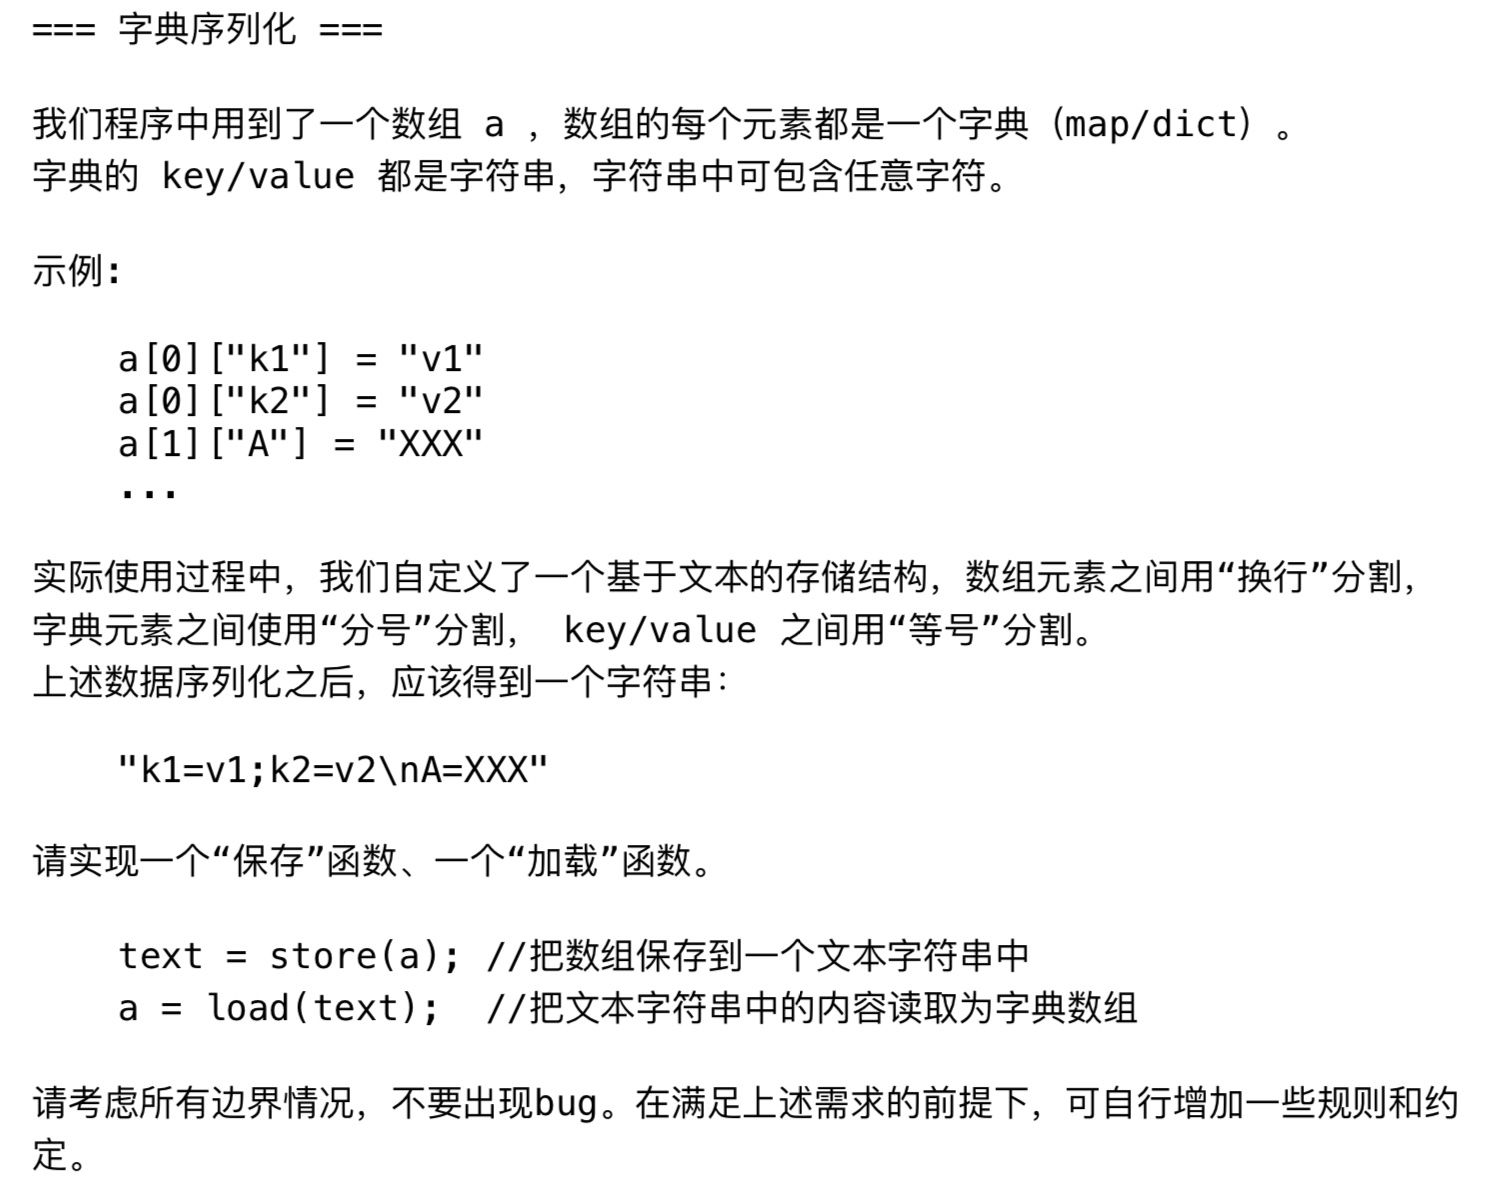 === 字典序列化 ===
我们程序中用到了一个数组 a ，数组的每个元素都是一个字典（map/dict）。
字典的 key/value 都是字符串，字符串中可包含任意字符。
示例:
a[0]["k1"] = "v1"
a[0]["k2"] = "v2"
a[1]["A"] = "XXX"
...
实际使用过程中，我们自定义了一个基于文本的存储结构，数组元素之间用“换行”分割，
字典元素之间使用“分号”分割， key/value 之间用“等号”分割。
上述数据序列化之后，应该得到一个字符串：
"k1=v1;k2=v2\nA=XXX"
请实现一个“保存”函数、一个“加载”函数。
text = store(a); //把数组保存到一个文本字符串中
a = load(text);  //把文本字符串中的内容读取为字典数组
请考虑所有边界情况，不要出现bug。在满足上述需求的前提下，可自行增加一些规则和约
定。